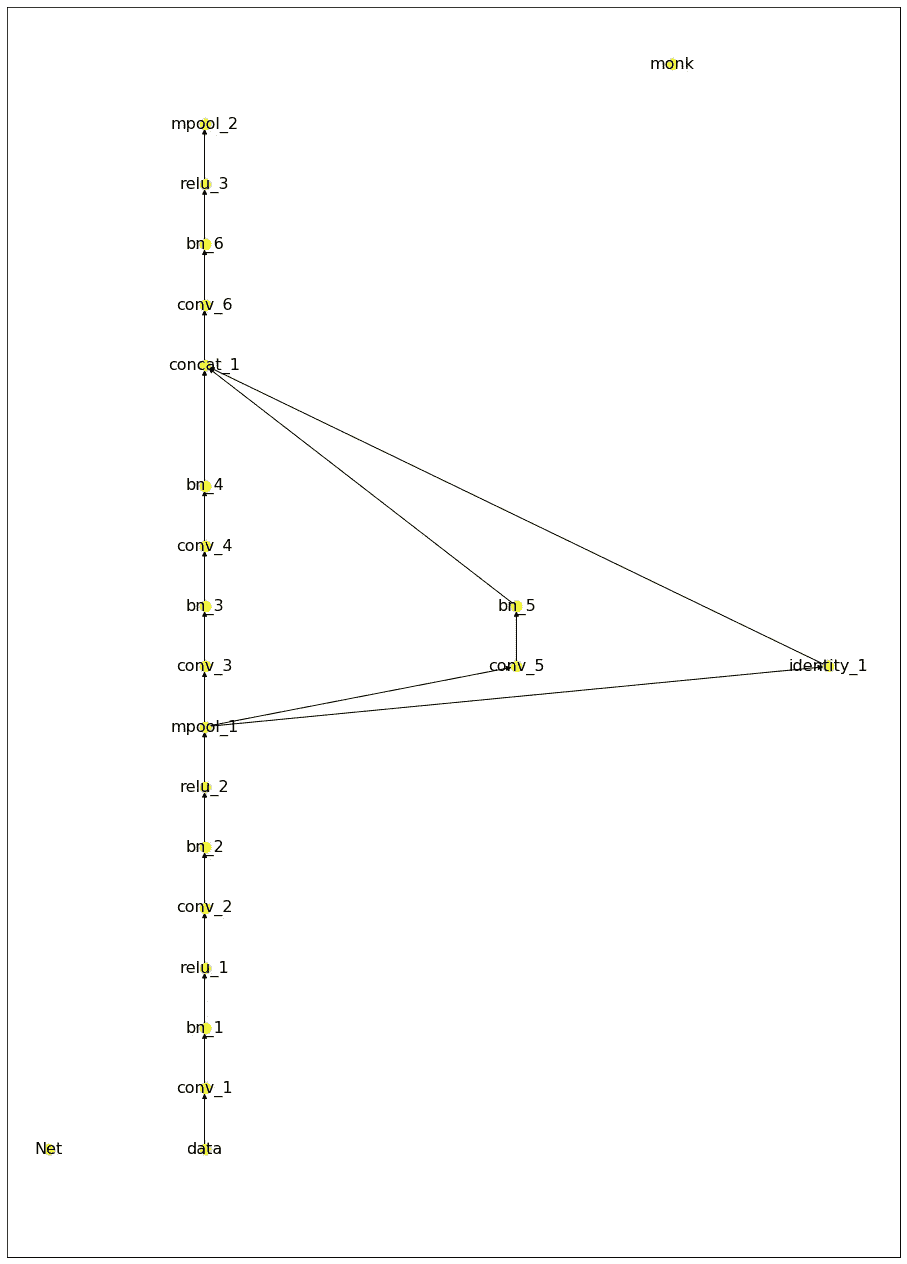 monk
mpool_2
relu_3
bn_6
conv_6
concat_1
bn_4
conv_4
bn_3
bn_5
conv_3
conv_5
identity_1
mpool_1
relu_2
bn_2
conv_2
relu_1
bn_1
conv_1
Net
data